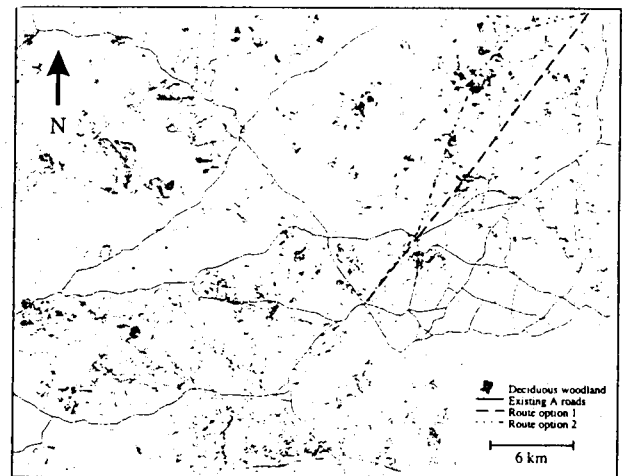 N
Deciduous woodland
Existing A roads
Route option 1
Route option 2
6 km